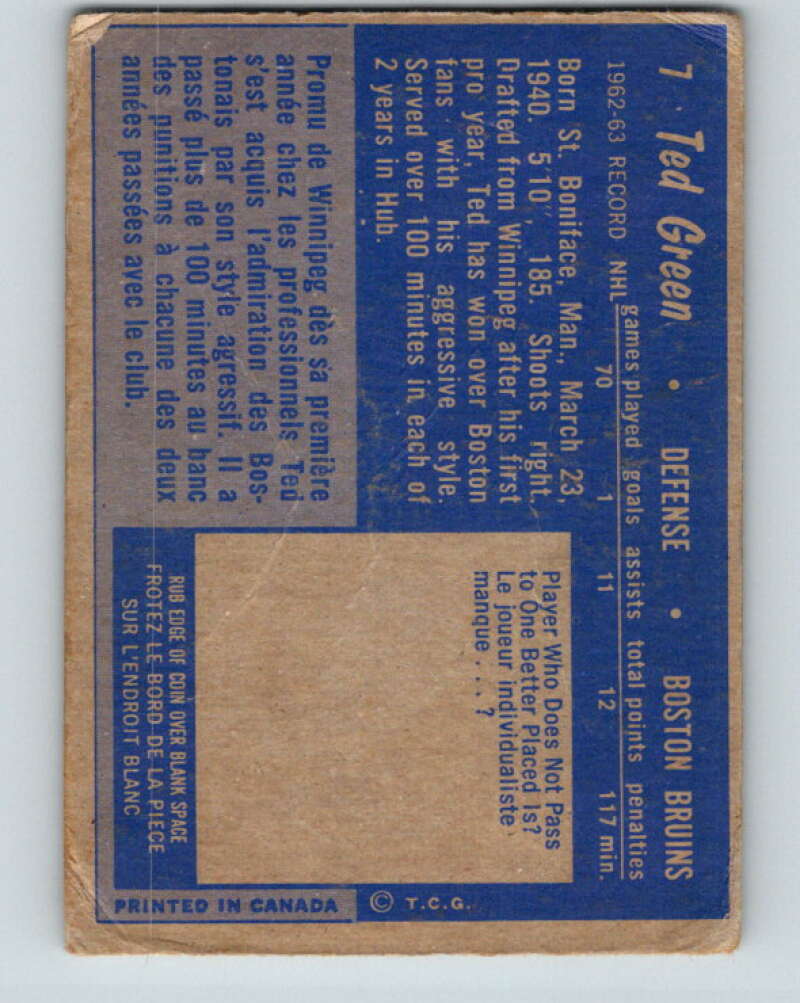 7 Ted Green • DEFENSE • BOSTON BRUINS
games played goals assists total points penalties
1962-63 RECORD NHL 70 1 11 12 117 min.
Born St. Boniface, Man., March 23,
1940. 5'10", 185. Shoots right.
Drafted from Winnipeg after his first
pro year, Ted has won over Boston
fans with his aggressive style.
Served over 100 minutes in each of
2 years in Hub.
Promu de Winnipeg dès sa première
année chez les professionnels Ted
s'est acquis l'admiration des Bos-
tonais par son style agressif. Il a
passé plus de 100 minutes au banc
des punitions à chacune des deux
années passées avec le club.
Player Who Does Not Pass
to One Better Placed Is?
Le joueur individualiste
manque . . . ?
RUB EDGE OF COIN OVER BLANK SPACE
FROTEZ LE BORD DE LA PIECE
SUR L'ENDROIT BLANC
PRINTED IN CANADA © T.C.G.